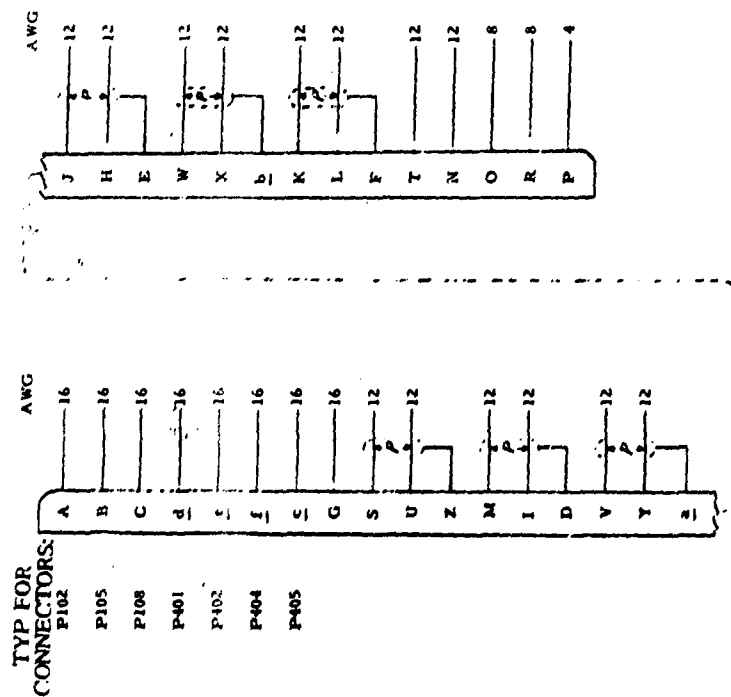 TYP FOR
CONNECTORS:
P102
P105
P108
P401
P402
P404
P405
AWG
A 16
B 16
C 16
d 16
f 16
c 16
G 16
S 12
P
U 12
Z
M 12
P
I 12
D
V 12
P
Y 12
a
AWG
J 12
P
H 12
E
W 12
P
X 12
b
K 12
P
L 12
F
T 12
N 12
O 8
R 8
P 4